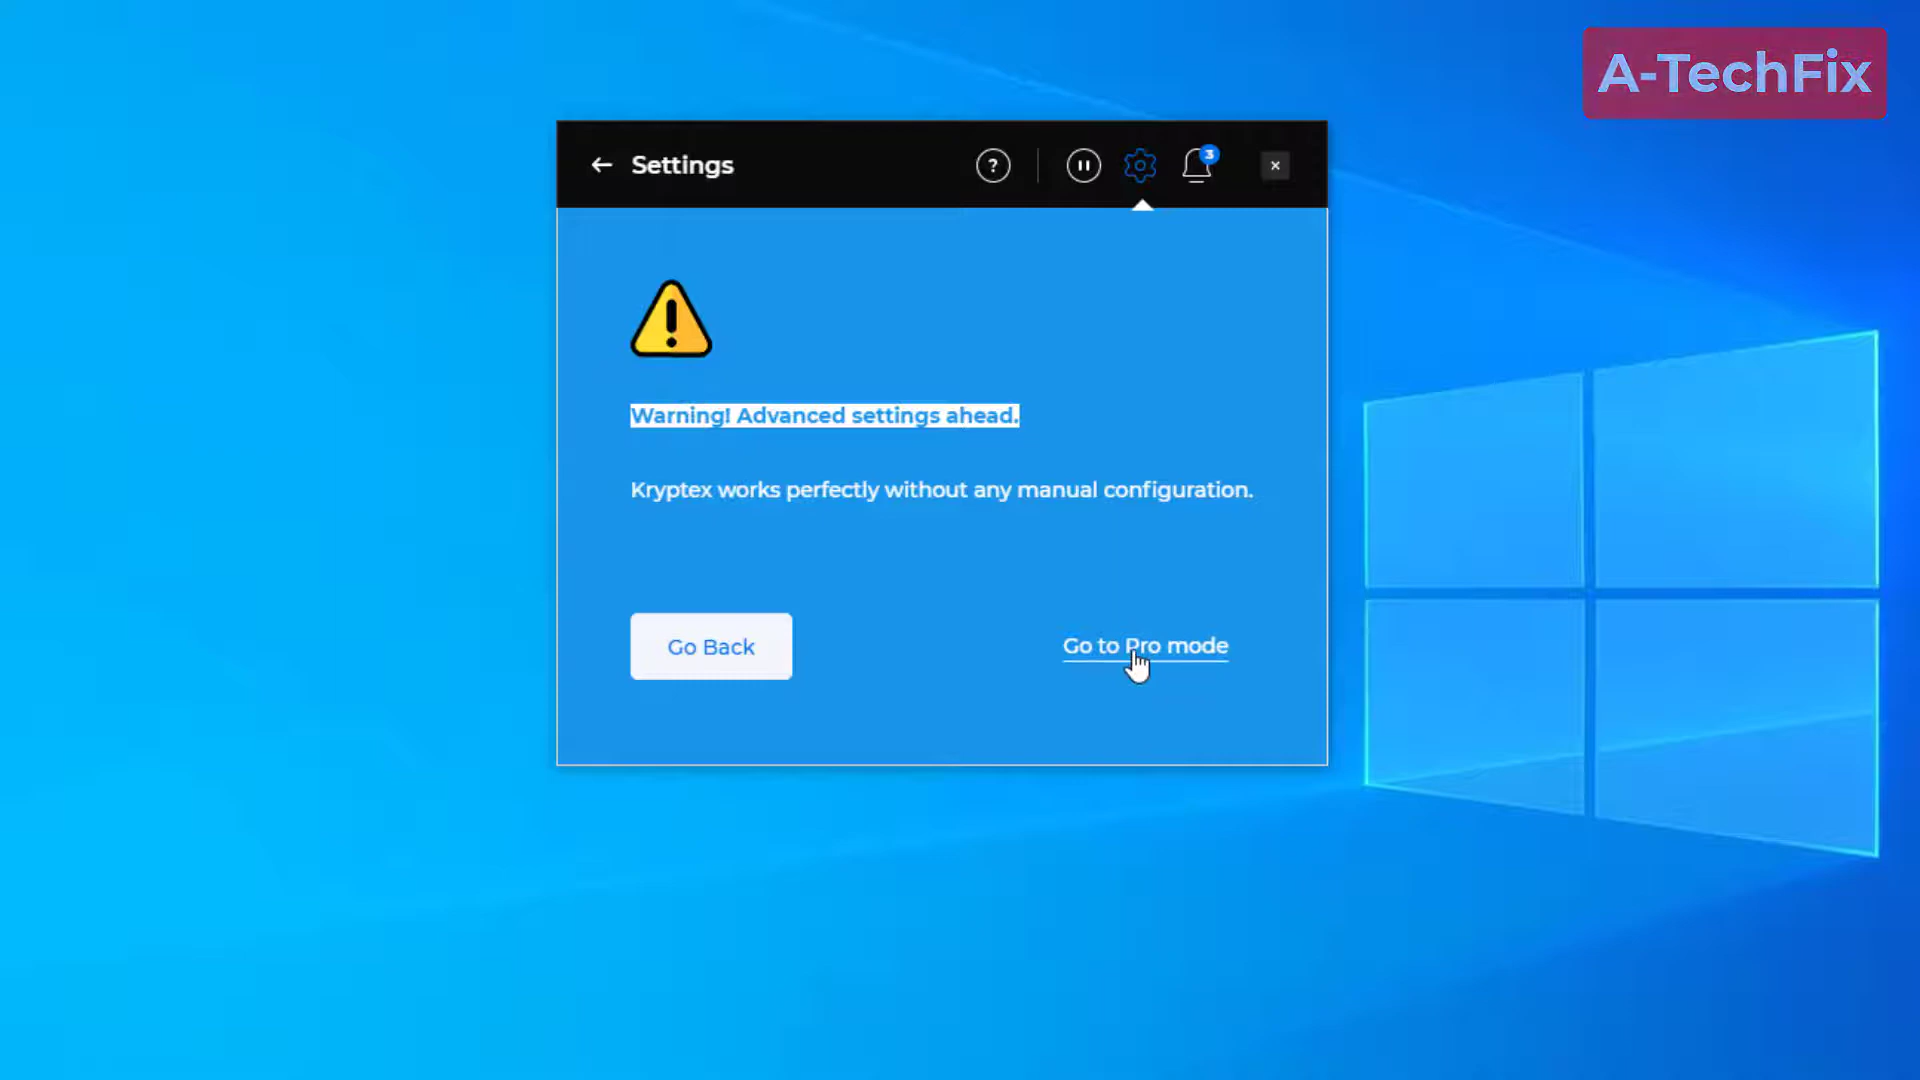 A-TechFix
Settings
?
3
Warning! Advanced settings ahead.
Kryptex works perfectly without any manual configuration.
Go Back
Go to Pro mode